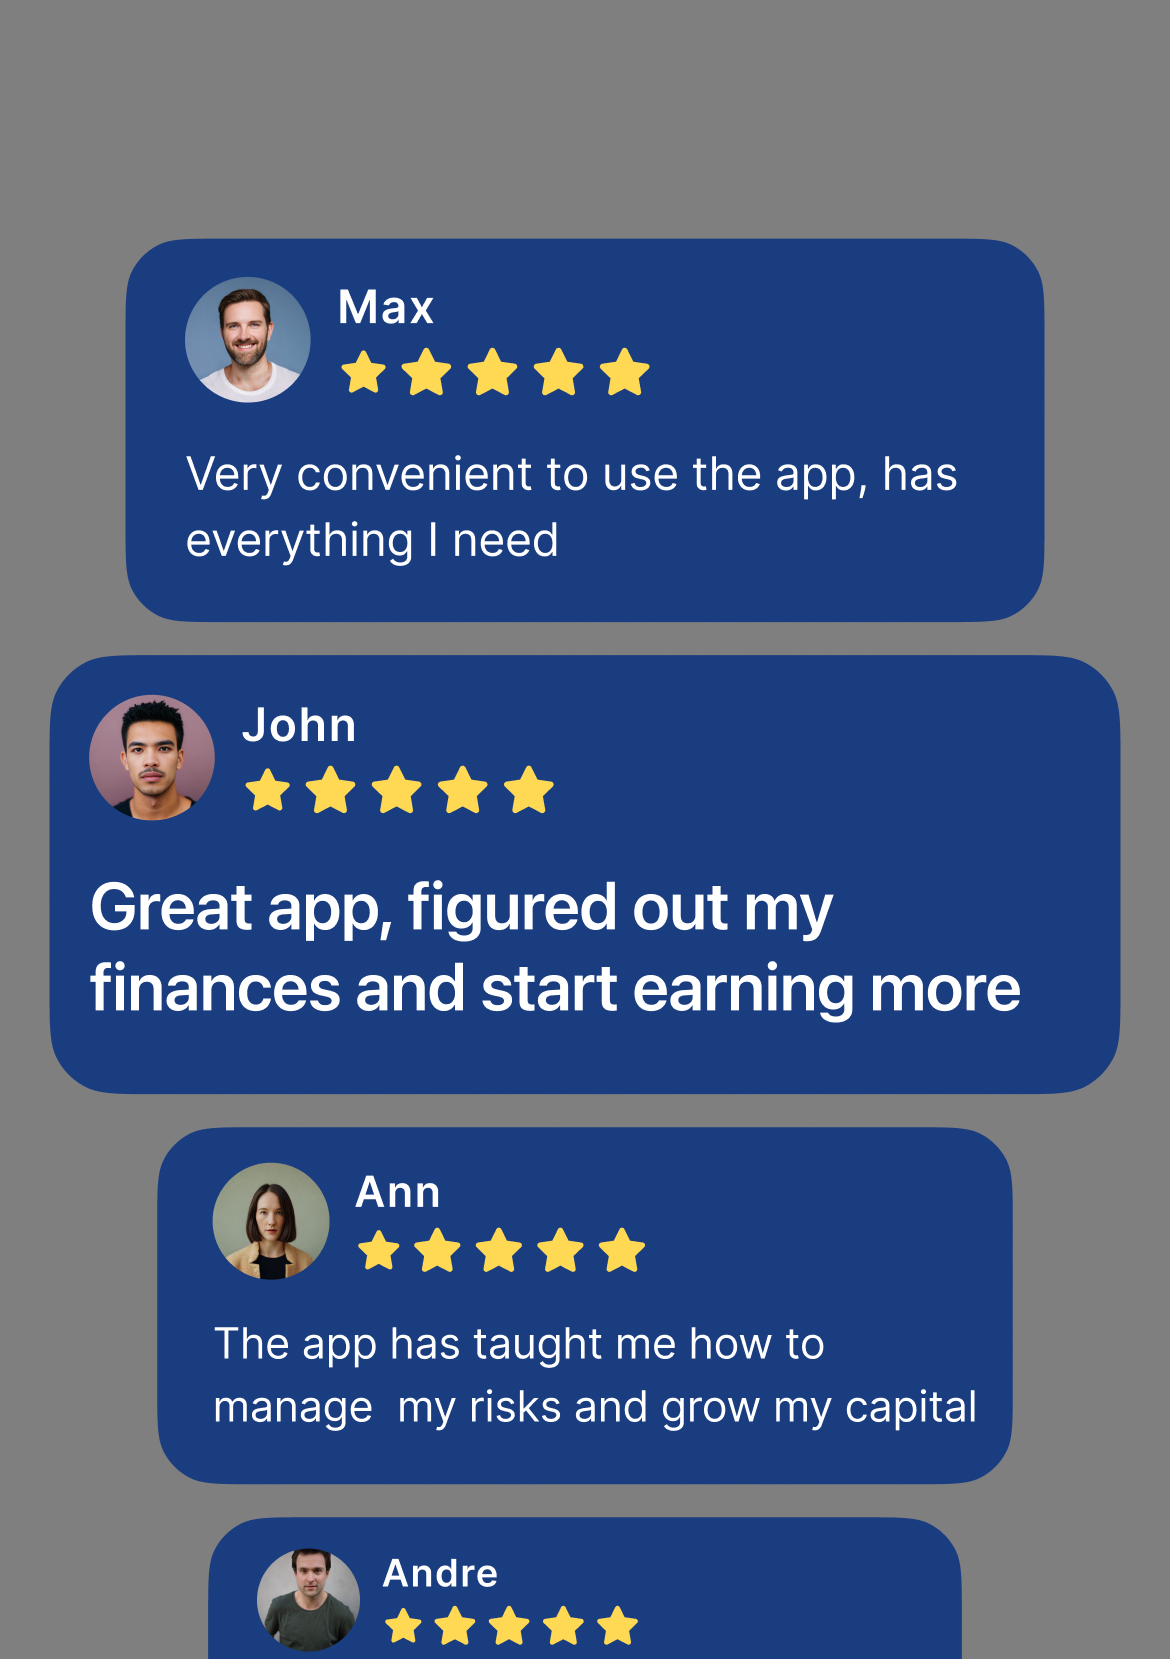 Max
Very convenient to use the app, has
everything I need
John
Great app, figured out my
finances and start earning more
Ann
The app has taught me how to
manage  my risks and grow my capital
Andre